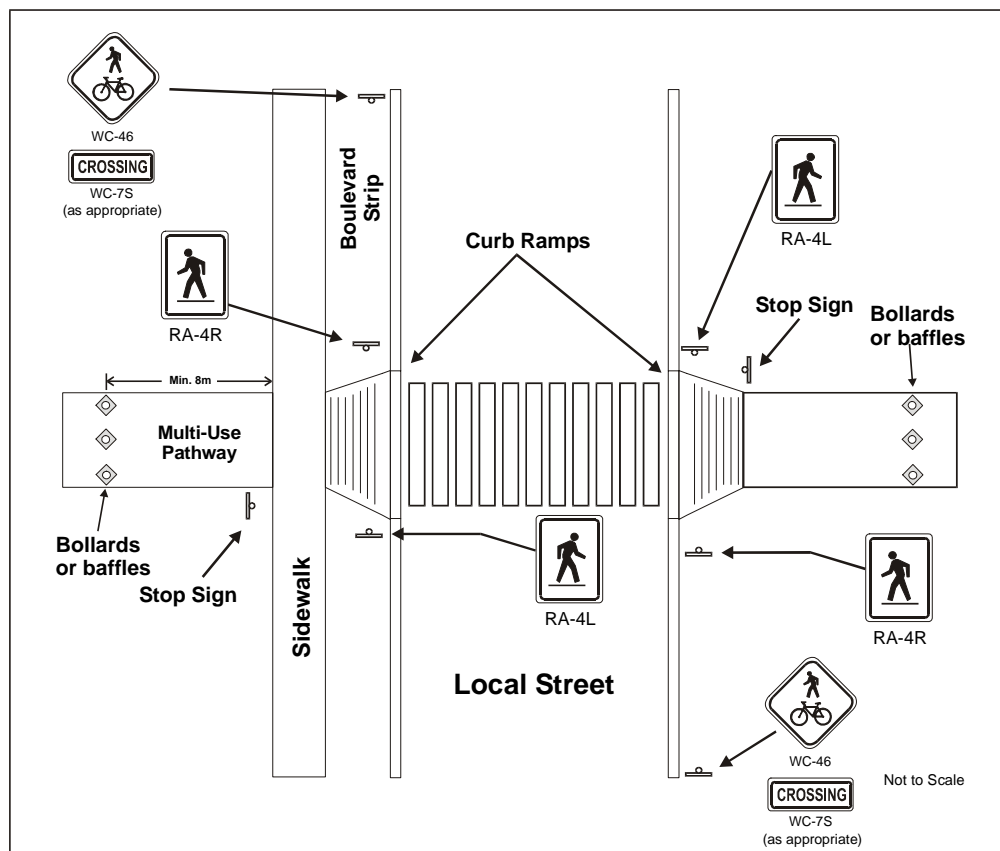 WC-46
CROSSING
WC-7S
(as appropriate)
Boulevard
Strip
RA-4R
Curb Ramps
RA-4L
Stop Sign
Bollards
or baffles
Min. 8m
Multi-Use
Pathway
Bollards
or baffles
Stop Sign
Sidewalk
RA-4L
RA-4R
Local Street
WC-46
CROSSING
WC-7S
(as appropriate)
Not to Scale